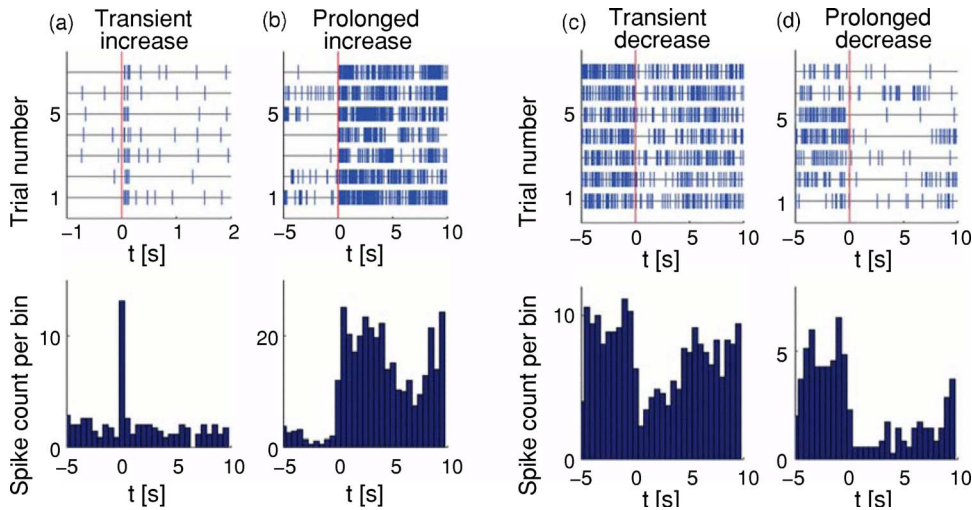 (a) Transient increase
(b) Prolonged increase
(c) Transient decrease
(d) Prolonged decrease
Trial number
5
1
−1 0 1 2
t [s]
−5 0 5 10
t [s]
Trial number
5
1
−5 0 5 10
t [s]
5
1
−5 0 5 10
t [s]
Spike count per bin
10
0
−5 0 5 10
t [s]
20
0
−5 0 5 10
t [s]
Spike count per bin
10
0
−5 0 5 10
t [s]
5
0
−5 0 5 10
t [s]